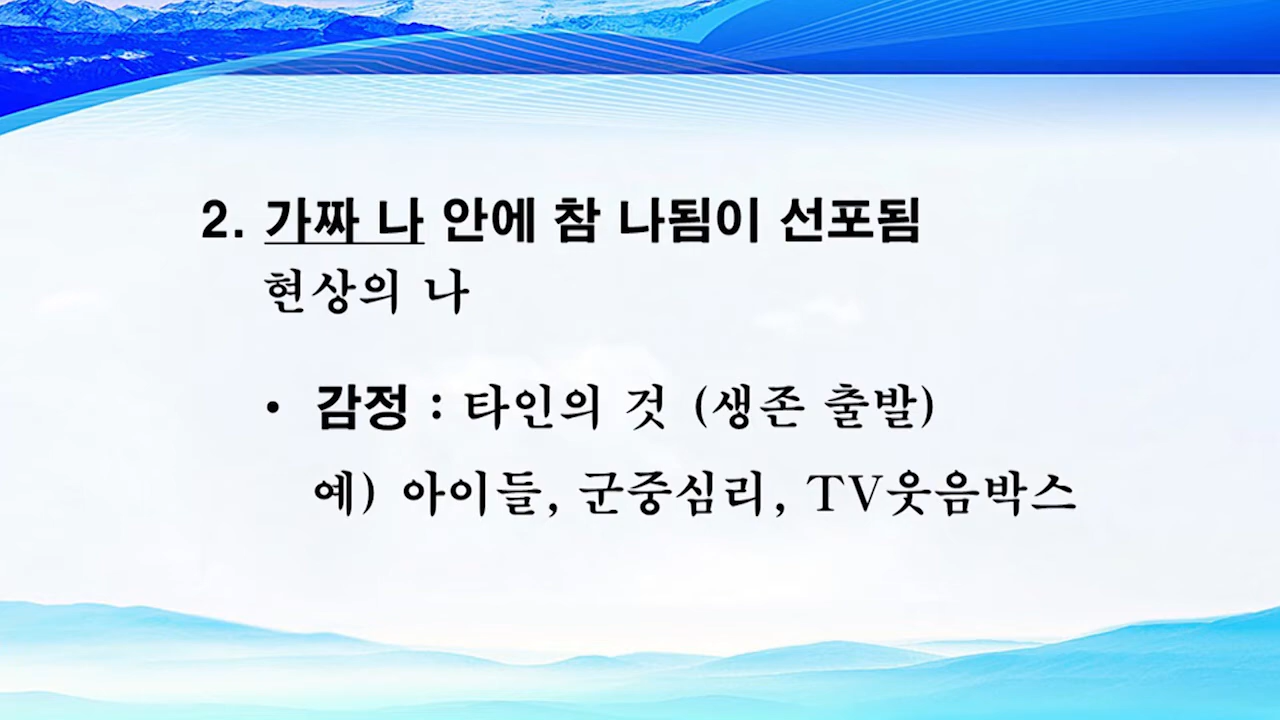 2. 가짜 나 안에 참 나됨이 선포됨
현상의 나
• 감정 : 타인의 것 (생존 출발)
예) 아이들, 군중심리, TV웃음박스